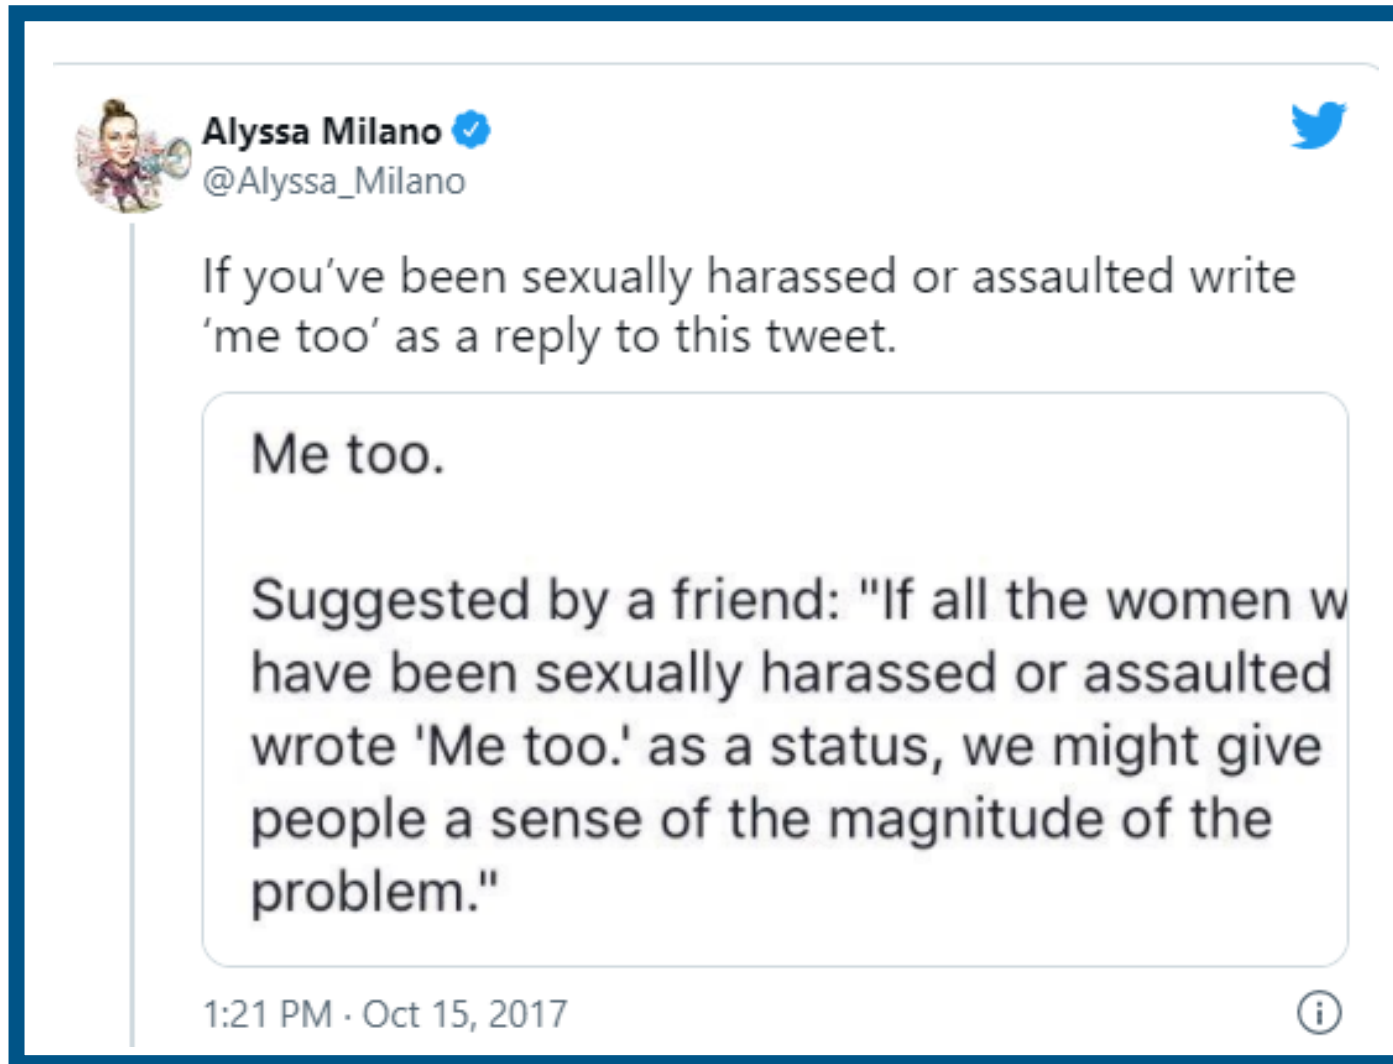 Alyssa Milano
@Alyssa_Milano
If you’ve been sexually harassed or assaulted write
‘me too’ as a reply to this tweet.
Me too.
Suggested by a friend: "If all the women w
have been sexually harassed or assaulted
wrote 'Me too.' as a status, we might give
people a sense of the magnitude of the
problem."
1:21 PM · Oct 15, 2017